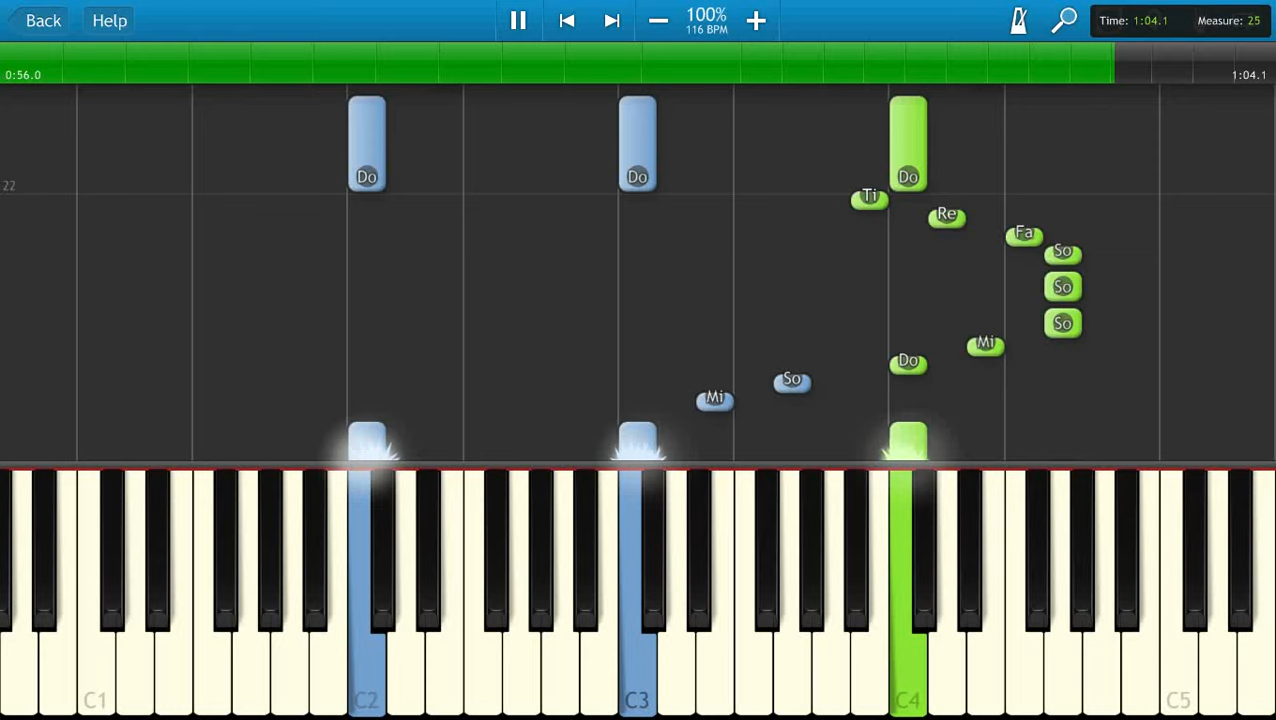 Back Help 100% Time: 1:04.1 Measure: 25
116 BPM
0:56.0 1:04.1
Do Do Do
22
Ti
Re
Fa
So
So
So
Mi
Do
So
Mi
C1 C2 C3 C4 C5